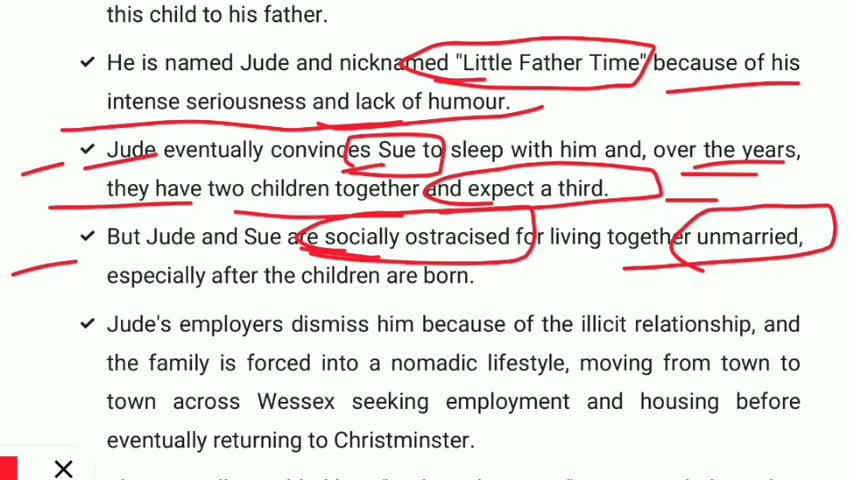 this child to his father.
✓ He is named Jude and nicknamed "Little Father Time" because of his
intense seriousness and lack of humour.
✓ Jude eventually convinces Sue to sleep with him and, over the years,
they have two children together and expect a third.
✓ But Jude and Sue are socially ostracised for living together unmarried,
especially after the children are born.
✓ Jude's employers dismiss him because of the illicit relationship, and
the family is forced into a nomadic lifestyle, moving from town to
town across Wessex seeking employment and housing before
eventually returning to Christminster.